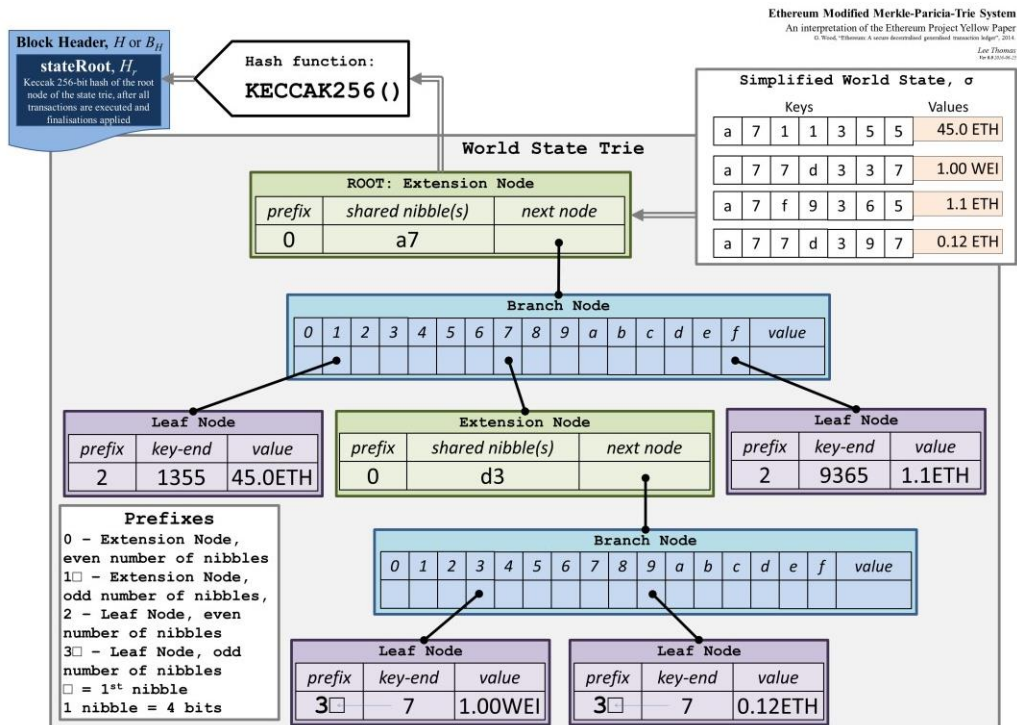 Ethereum Modified Merkle-Paricia-Trie System
An interpretation of the Ethereum Project Yellow Paper
G. Wood, "Ethereum: A secure decentralised generalised transaction ledger", 2014.
Lee Thomas
Block Header, H or B_H
stateRoot, H_r
Keccak 256-bit hash of the root
node of the state trie, after all
transactions are executed and
finalisations applied
Hash function:
KECCAK256()
Simplified World State, σ
Keys Values
a 7 1 1 3 5 5 45.0 ETH
a 7 7 d 3 3 7 1.00 WEI
a 7 f 9 3 6 5 1.1 ETH
a 7 7 d 3 9 7 0.12 ETH
World State Trie
ROOT: Extension Node
prefix shared nibble(s) next node
0 a7
Branch Node
0 1 2 3 4 5 6 7 8 9 a b c d e f value
Leaf Node
prefix key-end value
2 1355 45.0ETH
Extension Node
prefix shared nibble(s) next node
0 d3
Leaf Node
prefix key-end value
2 9365 1.1ETH
Prefixes
0 – Extension Node,
even number of nibbles
1□ – Extension Node,
odd number of nibbles,
2 – Leaf Node, even
number of nibbles
3□ – Leaf Node, odd
number of nibbles
□ = 1st nibble
1 nibble = 4 bits
Branch Node
0 1 2 3 4 5 6 7 8 9 a b c d e f value
Leaf Node
prefix key-end value
3□ 7 1.00WEI
Leaf Node
prefix key-end value
3□ 7 0.12ETH